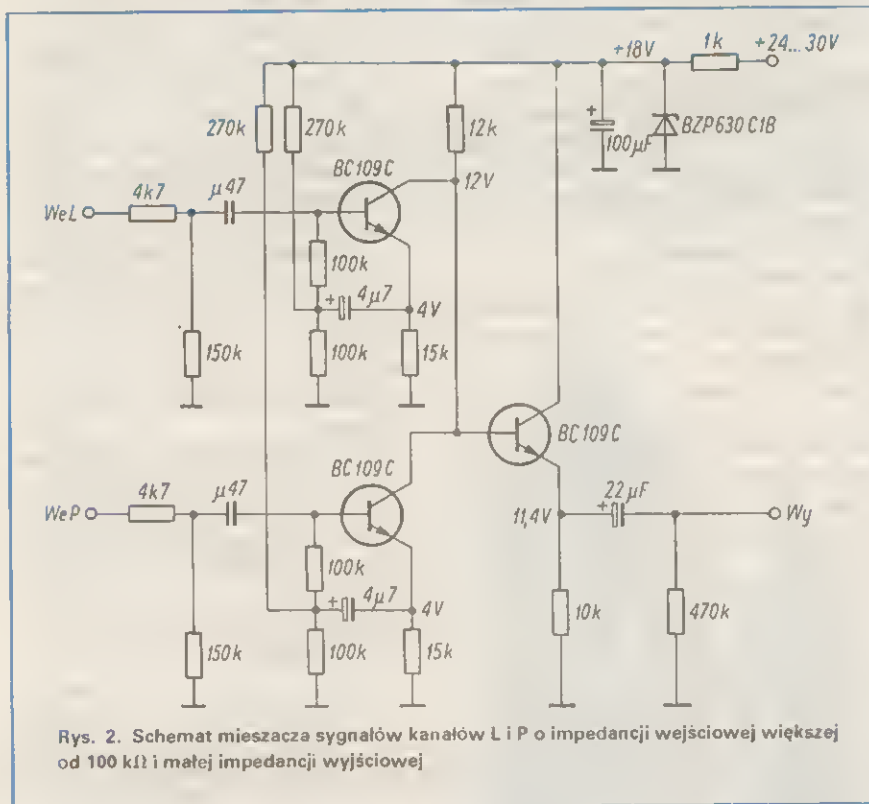 +18V 1k +24...30V
270k 270k 12k
+ 100µF BZP630 C18
BC109C 12V
WeL 4k7 µ47
100k
+ 4µ7 4V
150k 100k 15k
BC109C
BC109C
WeP 4k7 µ47
22µF
11,4V + Wy
100k
+ 4µ7 4V
10k 470k
150k 100k 15k
Rys. 2. Schemat mieszacza sygnałów kanałów L i P o impedancji wejściowej większej
od 100 kΩ i małej impedancji wyjściowej